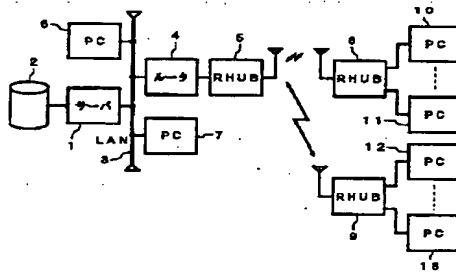 6
PC
2
サーバ
1
LAN
3
4
ルータ
5
RHUB
PC
7
8
RHUB
10
PC
11
PC
12
PC
RHUB
9
PC